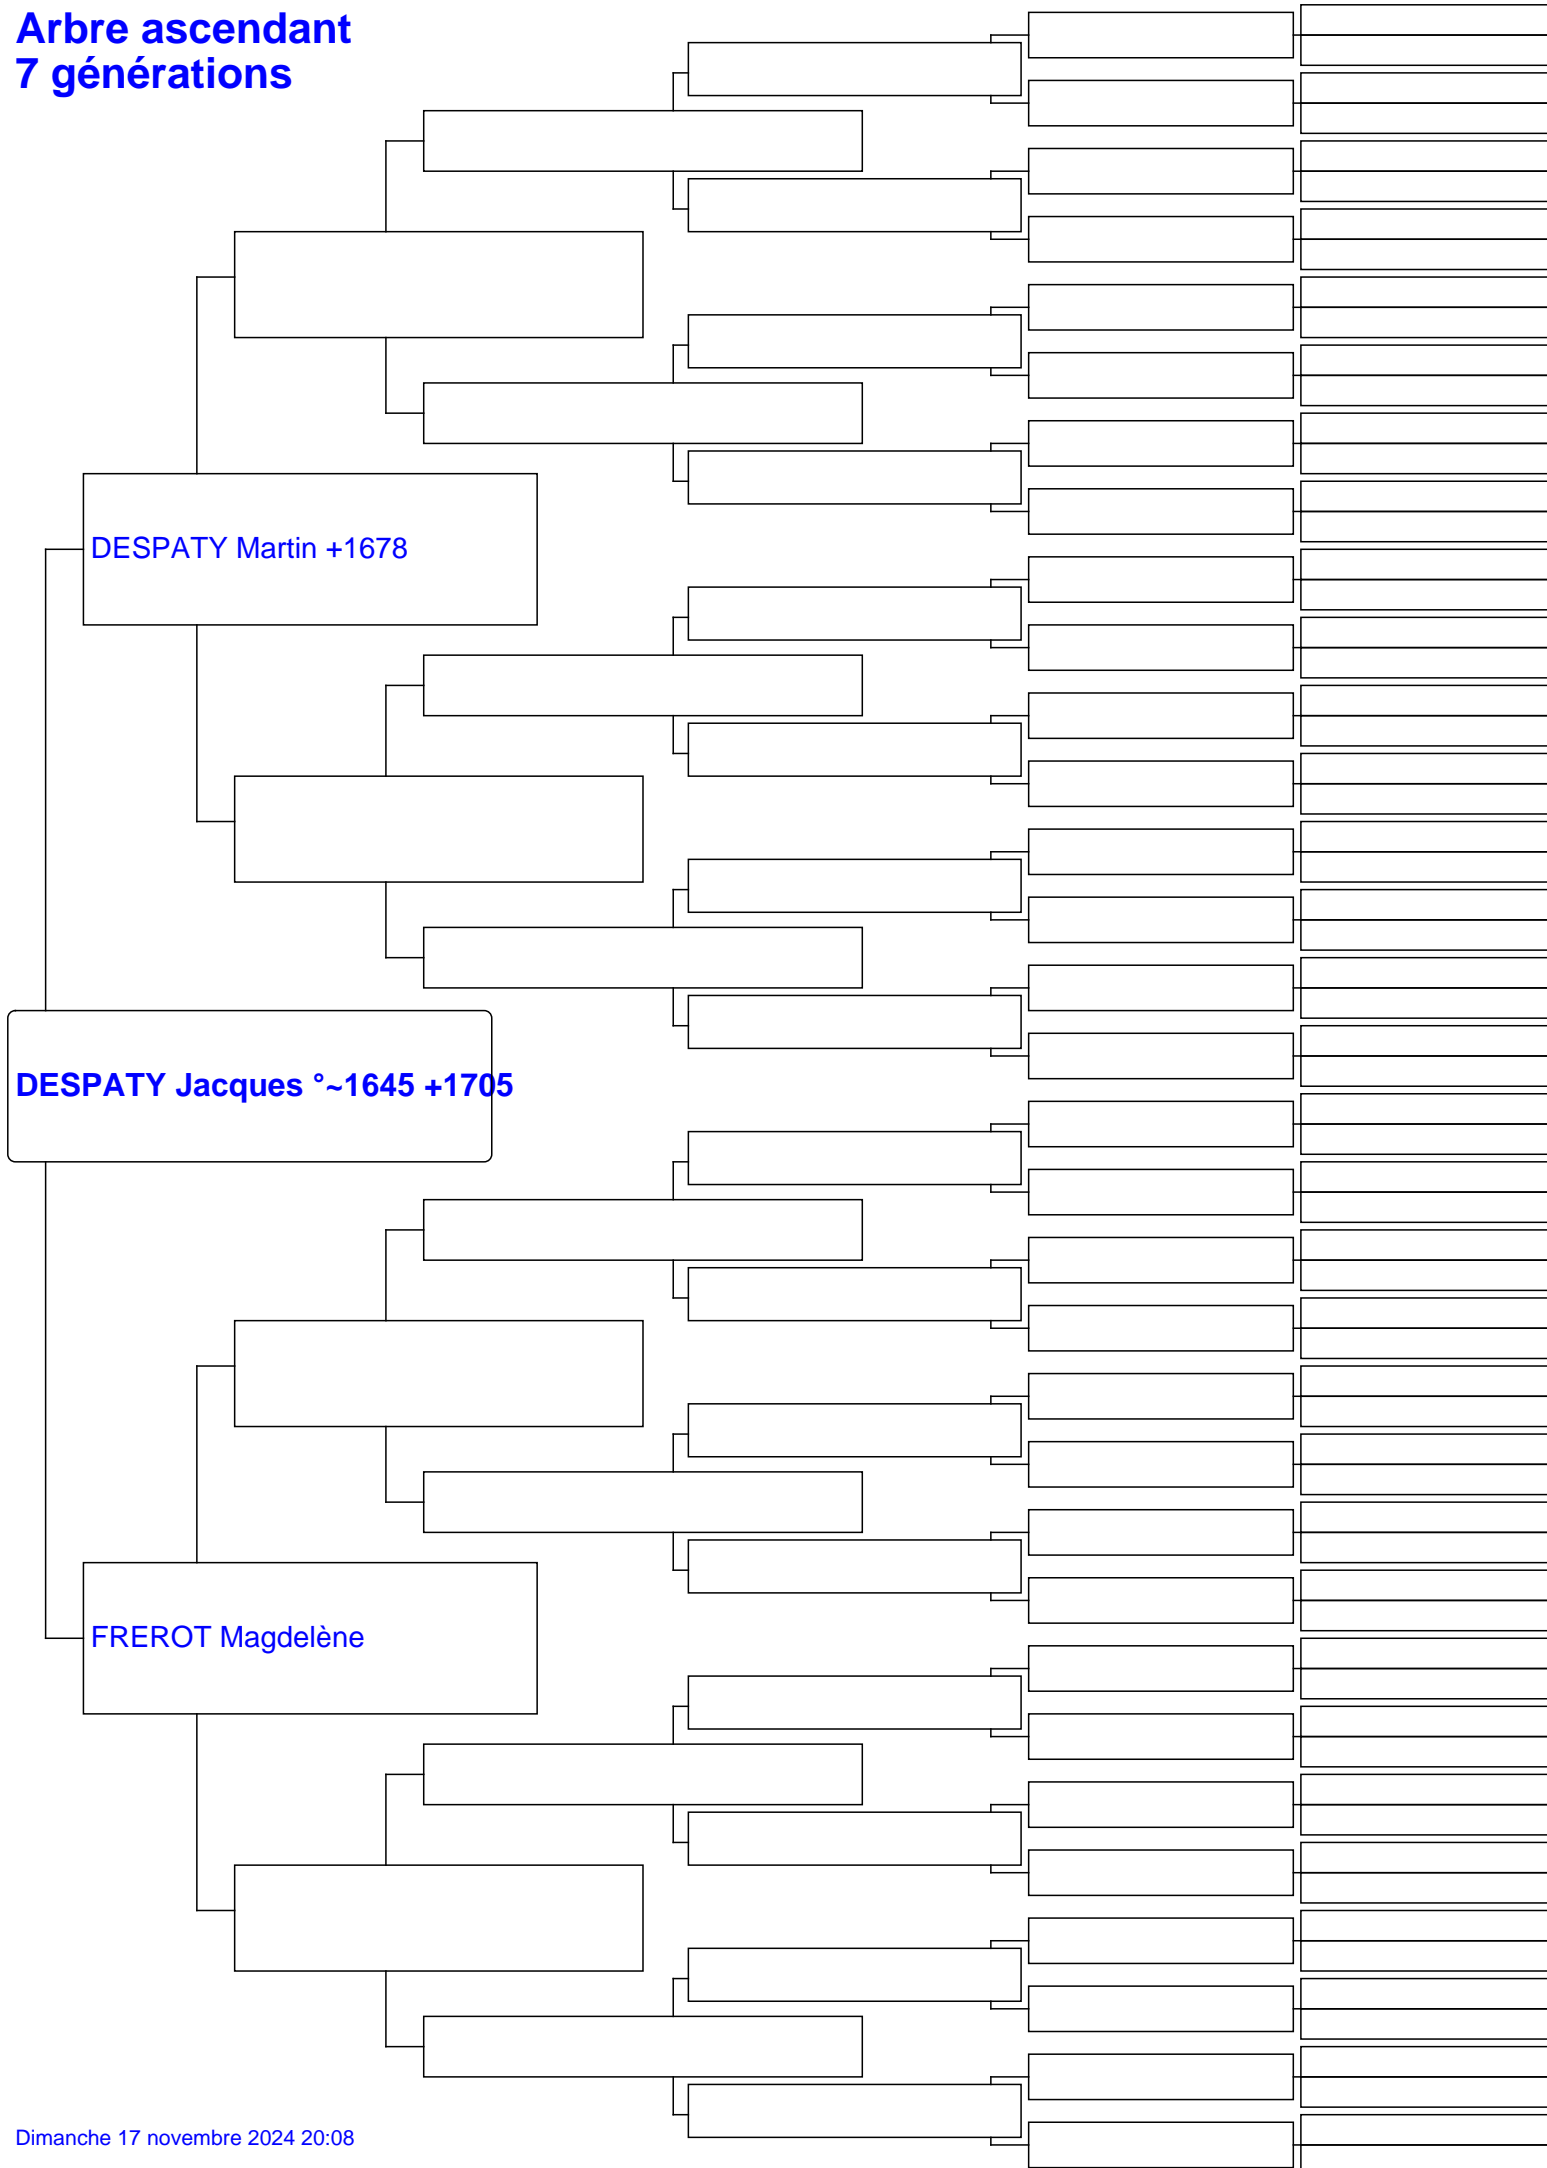 Arbre ascendant
7 générations
DESPATY Martin +1678
DESPATY Jacques °~1645 +1705
FREROT Magdelène
Dimanche 17 novembre 2024 20:08